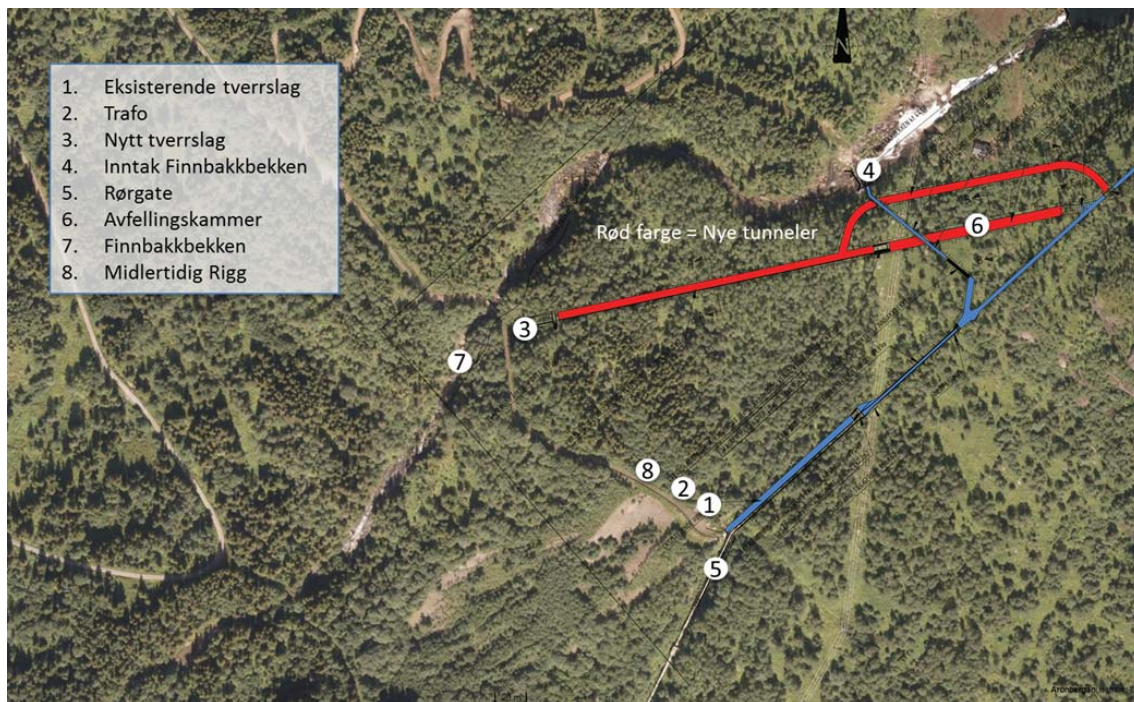 N
1. Eksisterende tverrslag
2. Trafo
3. Nytt tverrslag
4. Inntak Finnbakkbekken
5. Rørgate
6. Avfellingskammer
7. Finnbakkbekken
8. Midlertidig Rigg
4
Rød farge = Nye tunneler
6
3
7
8
2
1
5